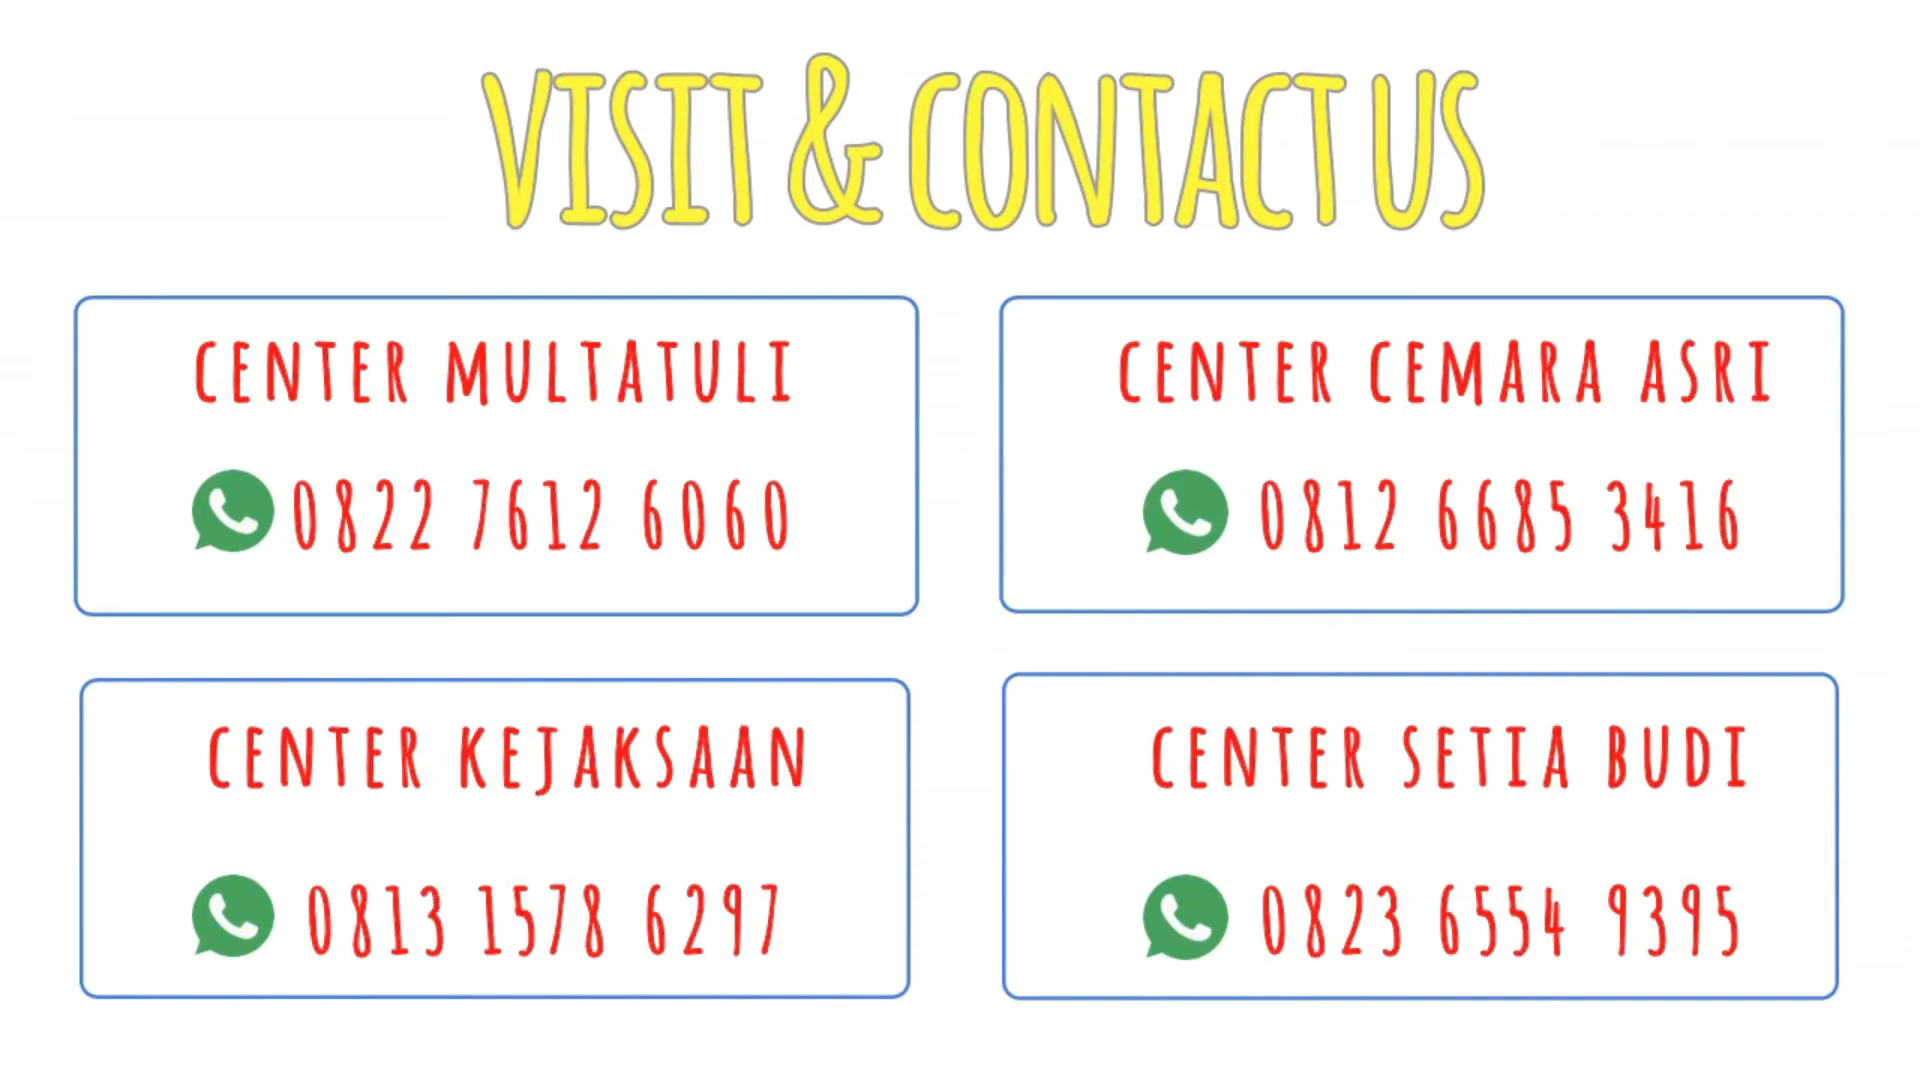 VISIT & CONTACT US
CENTER MULTATULI
0822 7612 6060
CENTER CEMARA ASRI
0812 6685 3416
CENTER KEJAKSAAN
0813 1578 6297
CENTER SETIA BUDI
0823 6554 9395